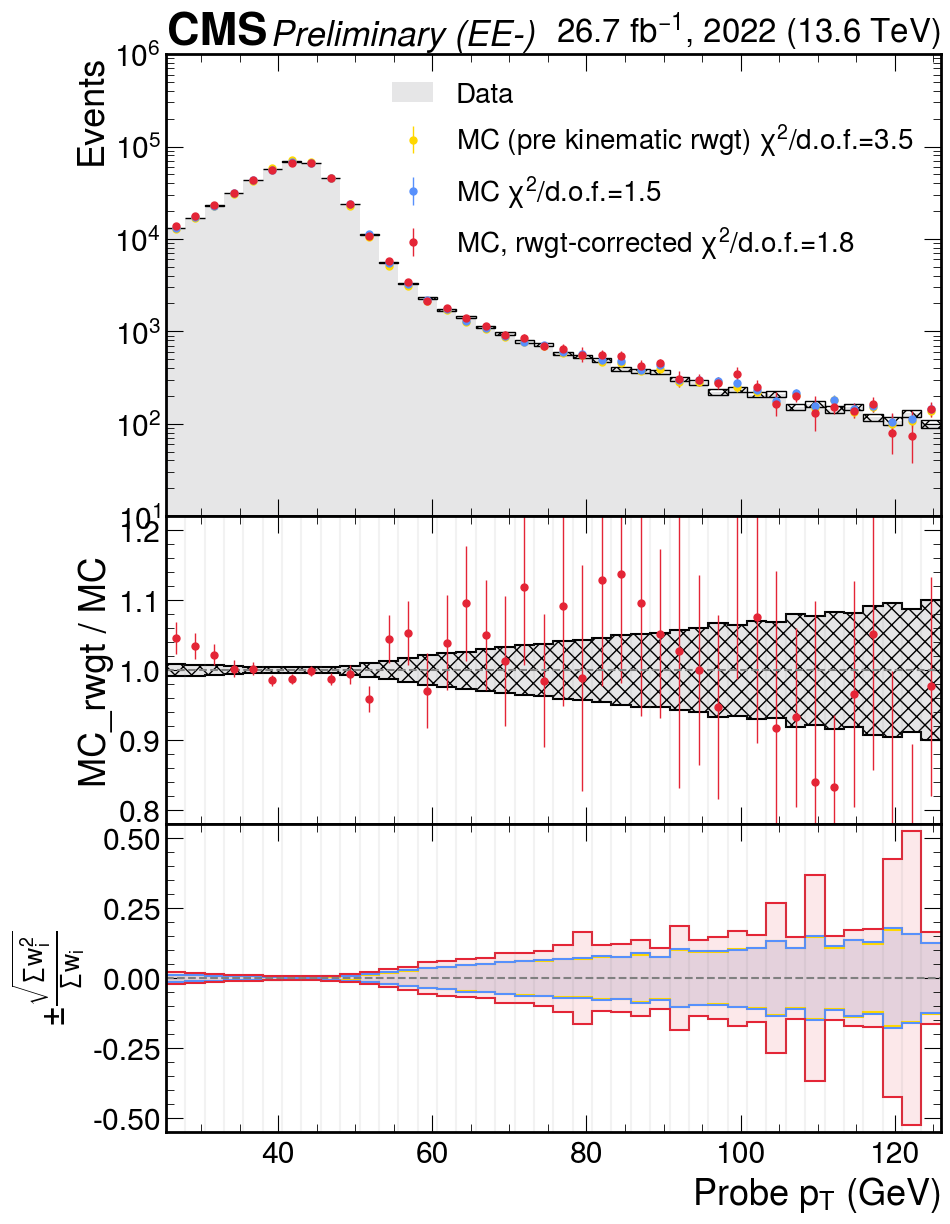 CMS Preliminary (EE-) 26.7 fb⁻¹, 2022 (13.6 TeV)
Events
10⁶
10⁵
10⁴
10³
10²
10¹
Data
MC (pre kinematic rwgt) χ²/d.o.f.=3.5
MC χ²/d.o.f.=1.5
MC, rwgt-corrected χ²/d.o.f.=1.8
MC_rwgt / MC
1.2
1.1
1.0
0.9
0.8
± √Σwᵢ² / Σwᵢ
0.50
0.25
0.00
-0.25
-0.50
40 60 80 100 120
Probe p_T (GeV)